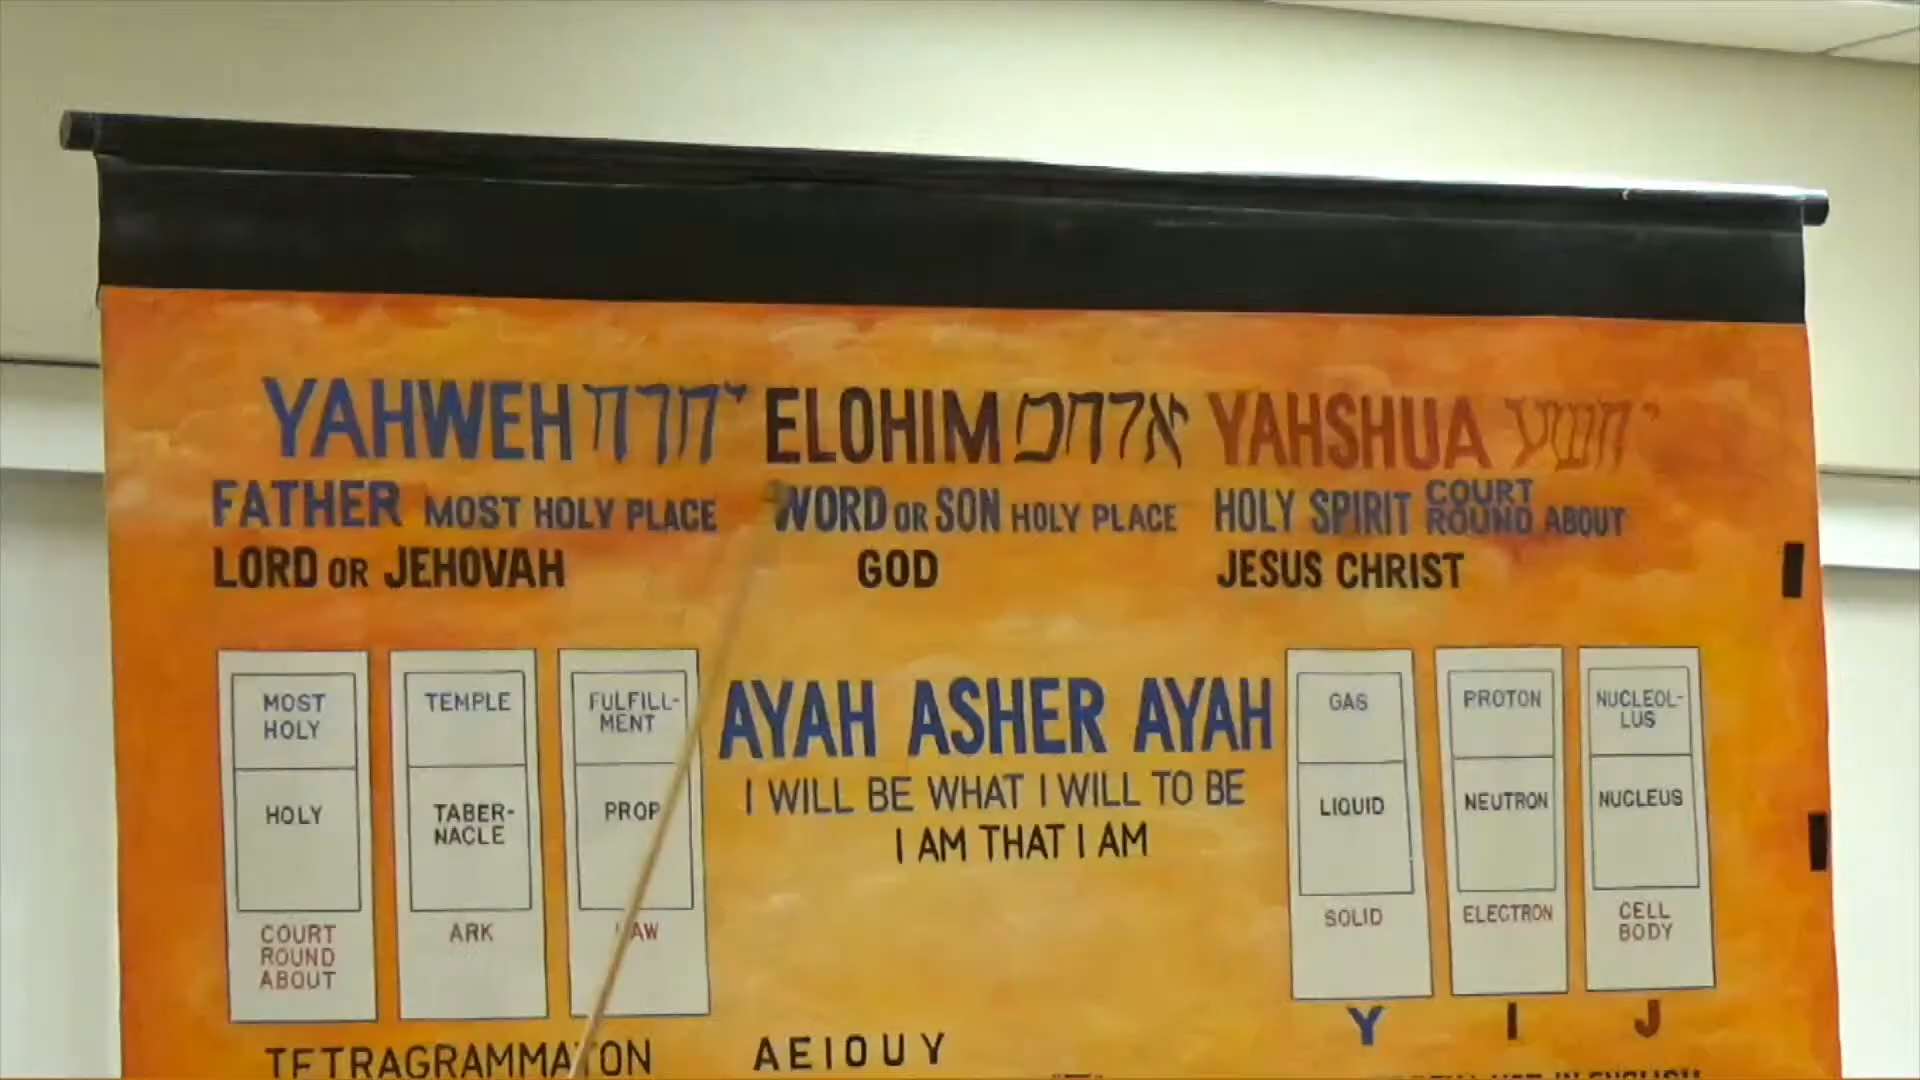 YAHWEH יהוה ELOHIM אלהים YAHSHUA
FATHER MOST HOLY PLACE WORD OR SON HOLY PLACE HOLY SPIRIT COURT ROUND ABOUT
LORD OR JEHOVAH GOD JESUS CHRIST
MOST HOLY
HOLY
COURT ROUND ABOUT
TEMPLE
TABER-
NACLE
ARK
FULFILL-
MENT
PROP
LAW
AYAH ASHER AYAH
I WILL BE WHAT I WILL TO BE
I AM THAT I AM
GAS
LIQUID
SOLID
PROTON
NEUTRON
ELECTRON
NUCLEOL-
LUS
NUCLEUS
CELL
BODY
Y I J
TETRAGRAMMATON
A E I O U Y